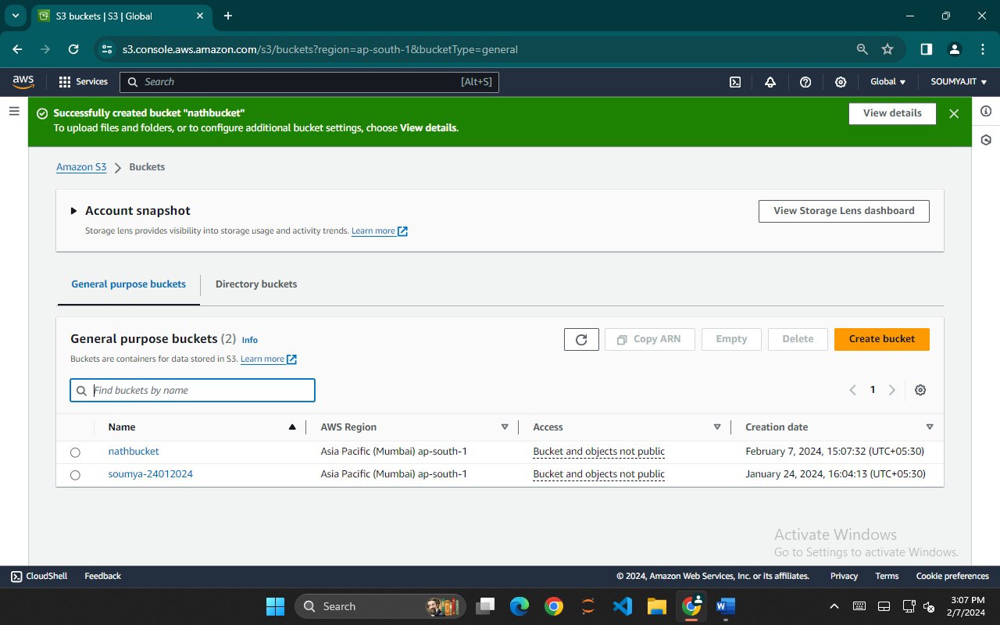 S3 buckets | S3 | Global
s3.console.aws.amazon.com/s3/buckets?region=ap-south-1&bucketType=general
aws Services Search [Alt+S] Global SOUMYAJIT
Successfully created bucket "nathbucket"
To upload files and folders, or to configure additional bucket settings, choose View details.
View details
Amazon S3 Buckets
Account snapshot
View Storage Lens dashboard
Storage lens provides visibility into storage usage and activity trends. Learn more
General purpose buckets Directory buckets
General purpose buckets (2) Info
Copy ARN Empty Delete Create bucket
Buckets are containers for data stored in S3. Learn more
Find buckets by name
1
Name AWS Region Access Creation date
nathbucket Asia Pacific (Mumbai) ap-south-1 Bucket and objects not public February 7, 2024, 15:07:32 (UTC+05:30)
soumya-24012024 Asia Pacific (Mumbai) ap-south-1 Bucket and objects not public January 24, 2024, 16:04:13 (UTC+05:30)
Activate Windows
Go to Settings to activate Windows.
CloudShell Feedback © 2024, Amazon Web Services, Inc. or its affiliates. Privacy Terms Cookie preferences
Search
3:07 PM
2/7/2024